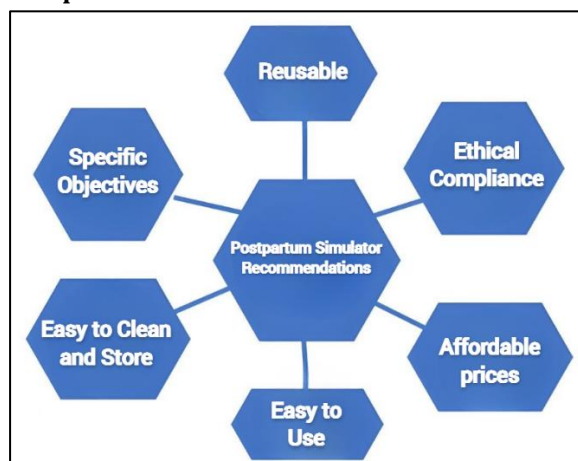 Reusable
Specific
Objectives
Ethical
Compliance
Postpartum Simulator
Recommendations
Easy to Clean
and Store
Affordable
prices
Easy to
Use